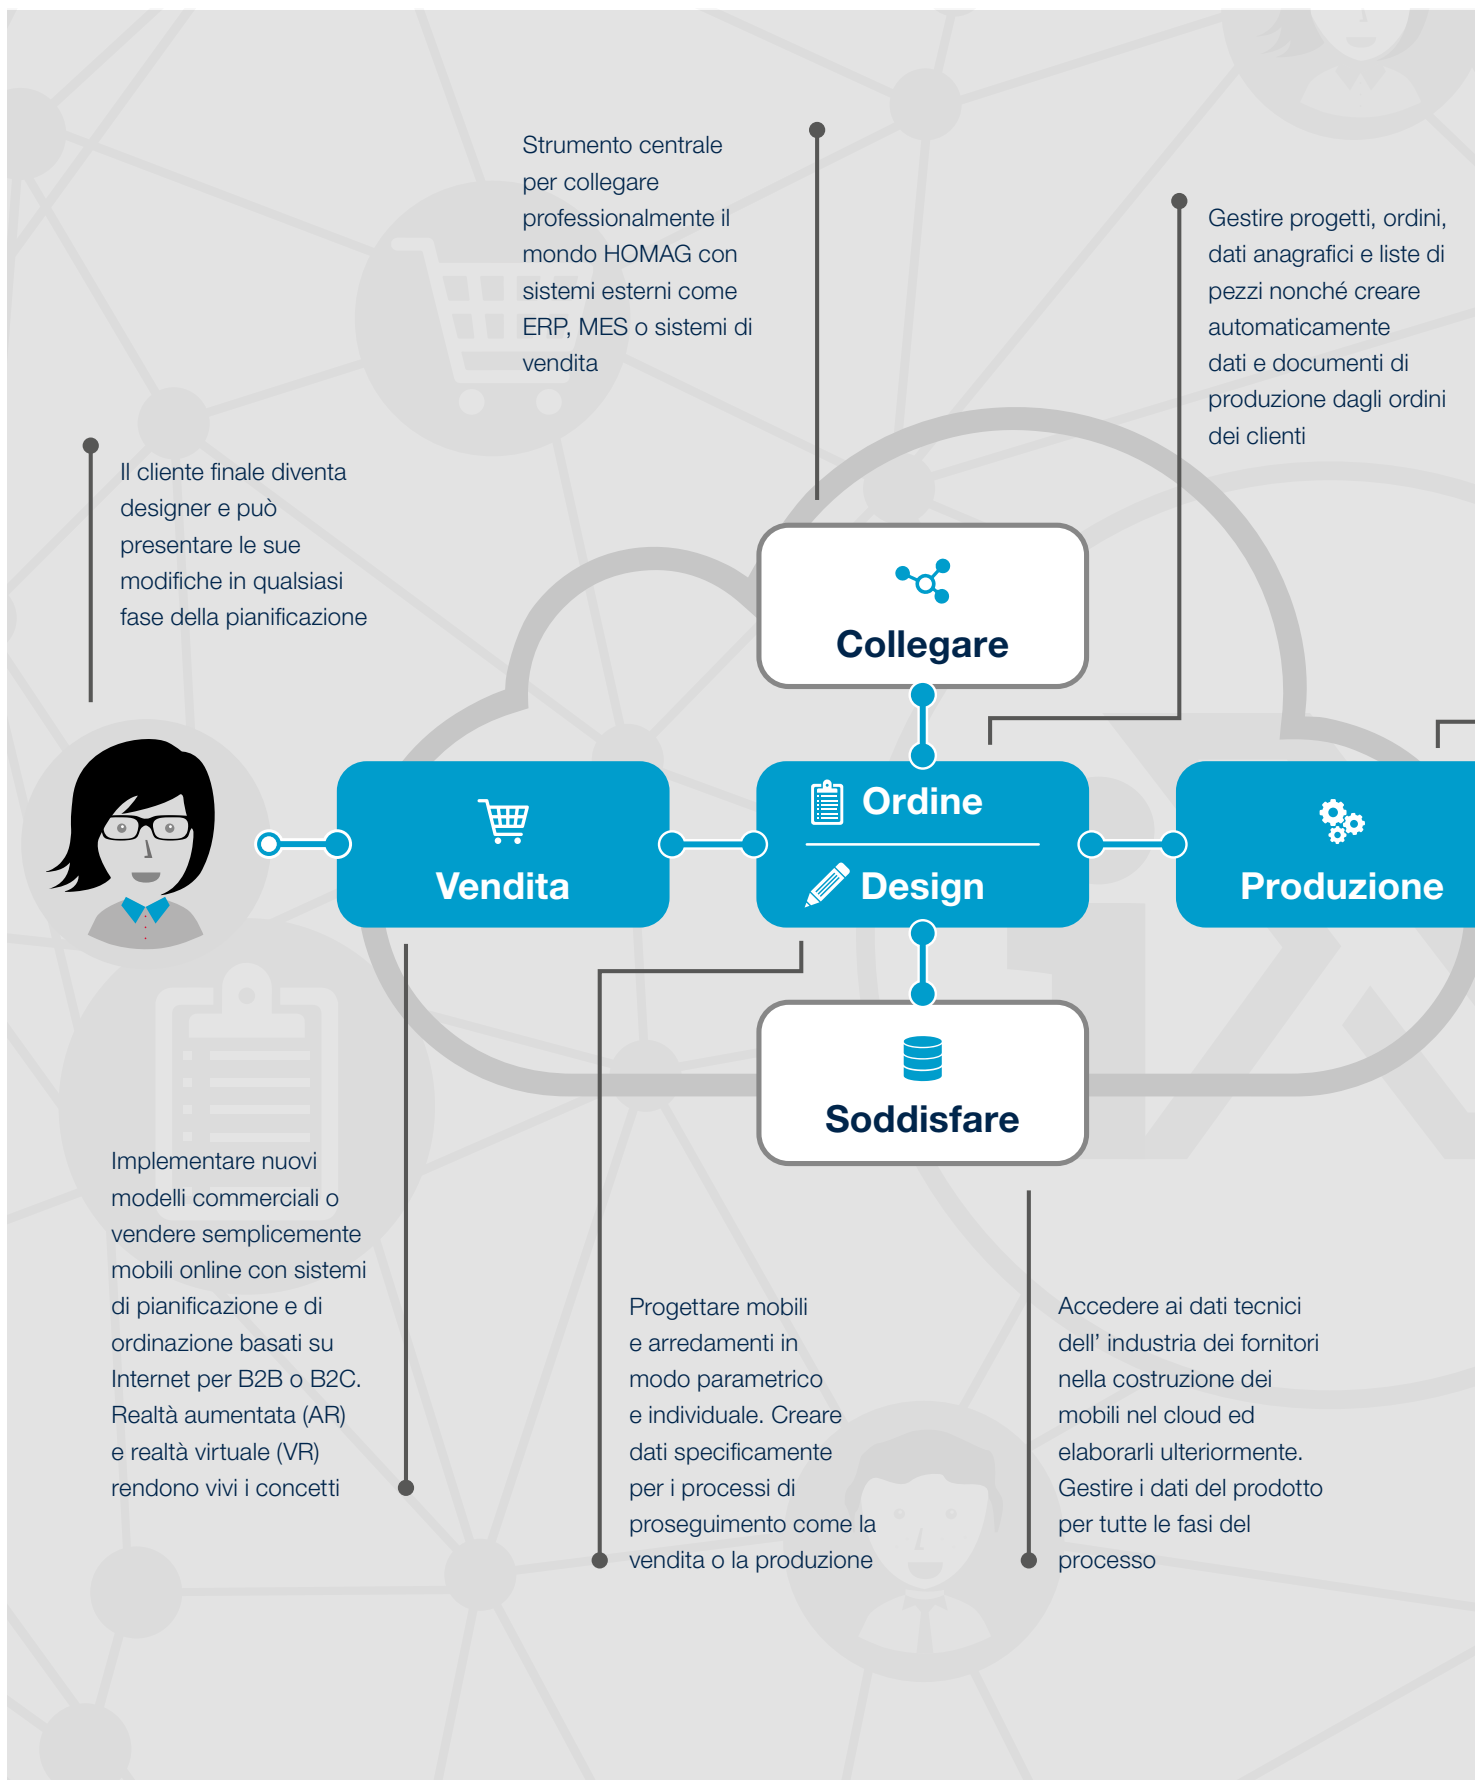 Strumento centrale
per collegare
professionalmente il
mondo HOMAG con
sistemi esterni come
ERP, MES o sistemi di
vendita
Gestire progetti, ordini,
dati anagrafici e liste di
pezzi nonché creare
automaticamente
dati e documenti di
produzione dagli ordini
dei clienti
Il cliente finale diventa
designer e può
presentare le sue
modifiche in qualsiasi
fase della pianificazione
Collegare
Vendita
Ordine
Design
Produzione
Soddisfare
Implementare nuovi
modelli commerciali o
vendere semplicemente
mobili online con sistemi
di pianificazione e di
ordinazione basati su
Internet per B2B o B2C.
Realtà aumentata (AR)
e realtà virtuale (VR)
rendono vivi i concetti
Progettare mobili
e arredamenti in
modo parametrico
e individuale. Creare
dati specificamente
per i processi di
proseguimento come la
vendita o la produzione
Accedere ai dati tecnici
dell’ industria dei fornitori
nella costruzione dei
mobili nel cloud ed
elaborarli ulteriormente.
Gestire i dati del prodotto
per tutte le fasi del
processo